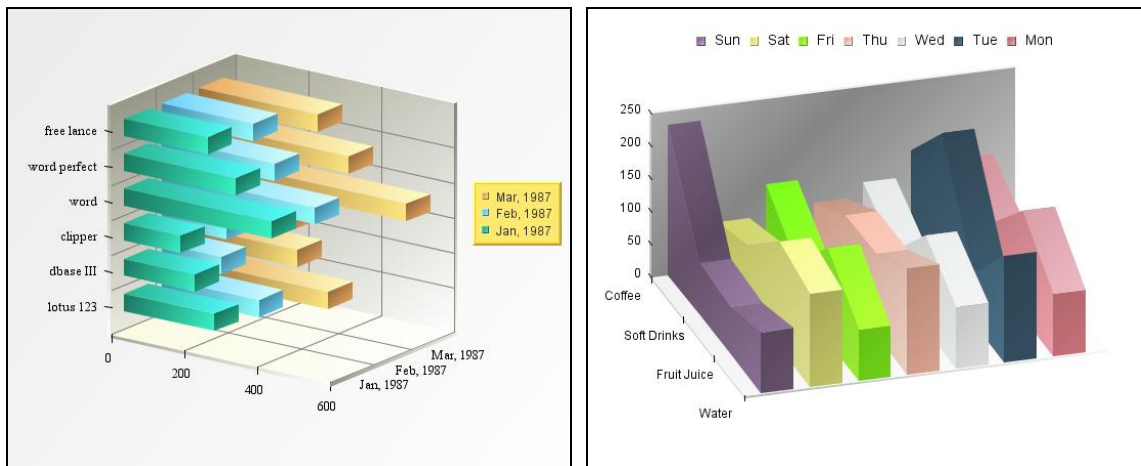 free lance
word perfect
word
clipper
dbase III
lotus 123
0
200
400
600
Jan, 1987
Feb, 1987
Mar, 1987
Mar, 1987
Feb, 1987
Jan, 1987
Sun Sat Fri Thu Wed Tue Mon
250
200
150
100
50
0
Coffee
Soft Drinks
Fruit Juice
Water